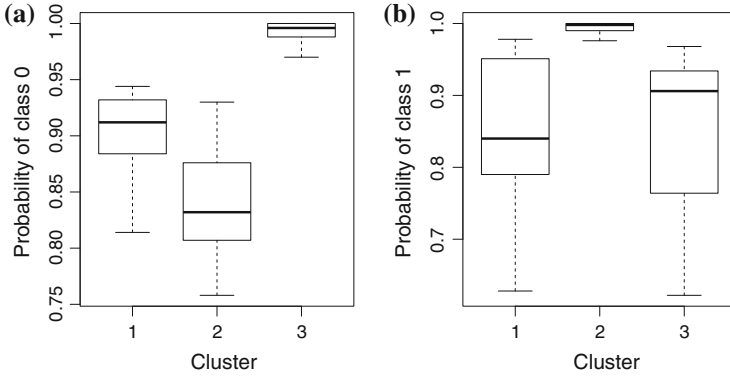 (a)
Probability of class 0
1.00
0.95
0.90
0.85
0.80
0.75
1 2 3
Cluster
(b)
Probability of class 1
1.0
0.9
0.8
0.7
1 2 3
Cluster